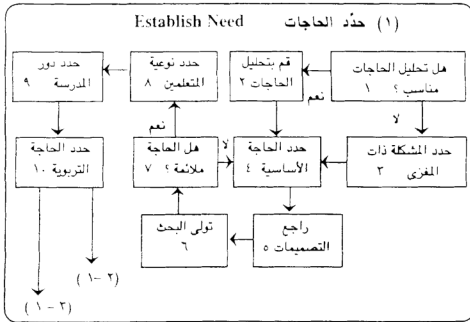 (١) حدّد الحاجات Establish Need
هل تحليل الحاجات
مناسب ؟ ١
نعم
لا
قم بتحليل
الحاجات ٢
حدد المشكلة ذات
المغزى ٣
حدد الحاجة
الأساسية ٤
راجع
التصميمات ٥
تولى البحث
٦
هل الحاجة
ملائمة ؟ ٧
لا
نعم
حدد نوعية
المتعلمين ٨
حدد دور
المدرسة ٩
حدد الحاجة
التربوية ١٠
(٢ – ١)
(٣ – ١)